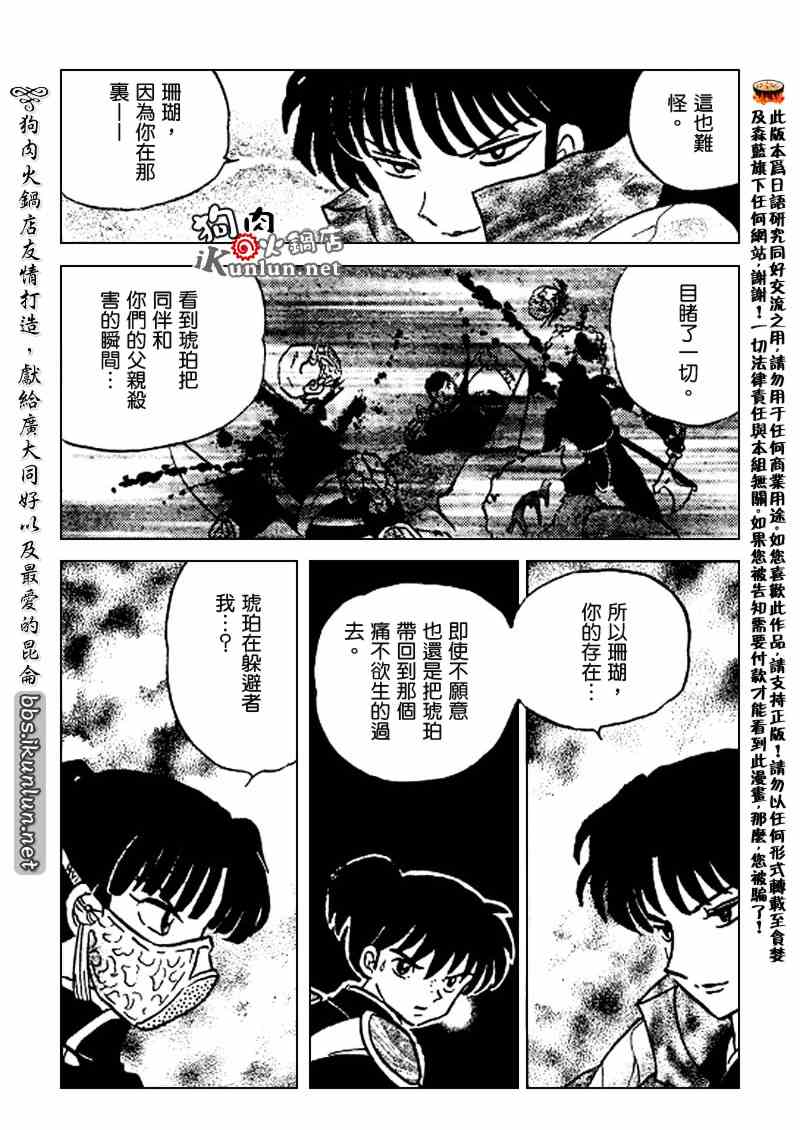 這也難
怪。
珊瑚，
因為你在那
裏——
狗肉
火鍋店
iKunlun.net
目睹了一切。
看到琥珀把
同伴和
你們的父親殺
害的瞬間…
所以珊瑚，
你的存在…
即使不願意
也還是把琥珀
帶回到那個
痛不欲生的過
去。
琥珀在躲避者
我…?
此版本爲日語研究同好交流之用，請勿用于任何商業用途。如您喜歡此作品，請支持正版！請勿以任何形式轉載至貪婪
及森藍旗下任何網站，謝謝！一切法律責任與本組無關。如果您被告知需要付款才能看到此漫畫，那麼，您被騙了！
狗肉火鍋店友情打造，獻給廣大同好以及最愛的昆侖
bbs.ikunlun.net